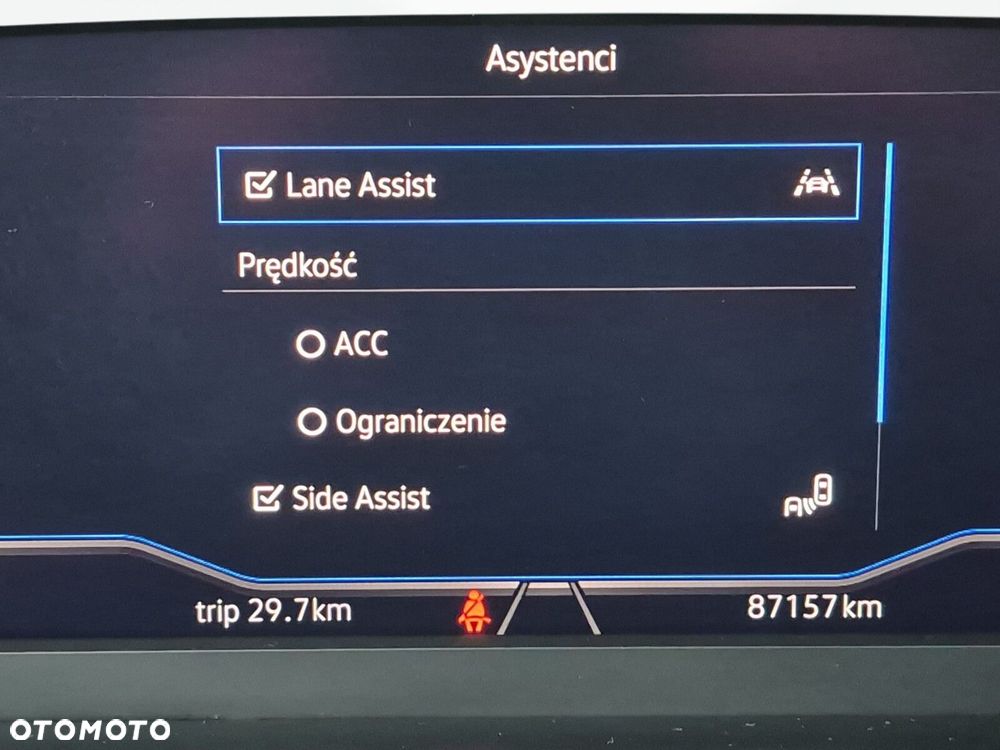 Asystenci
Lane Assist
Prędkość
ACC
Ograniczenie
Side Assist
trip 29.7km
87157km
OTOMOTO